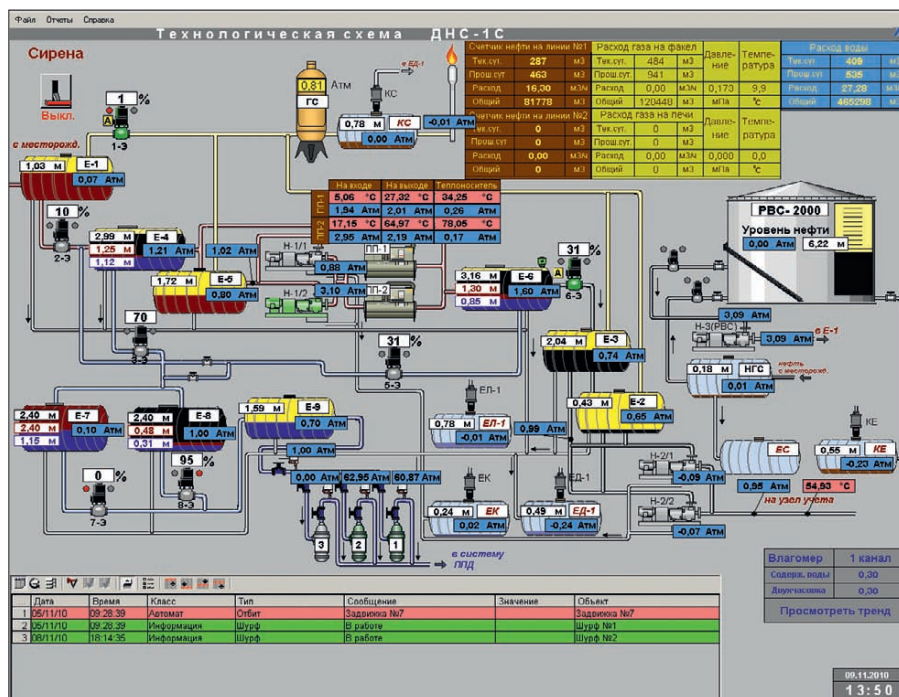 Файл Отчеты Справка
Технологическая схема ДНС-1С
Сирена
Выкл.
1 %
А
1-Э
с месторожд.
1,03 м Е-1
0,07 Атм
10 %
2-Э
2,99 м Е-4
1,25 м 1,21 Атм
1,12 м
1,02 Атм
1,72 м Е-5
0,80 Атм
0,81 Атм
ГС
в ЕД-1
КС
0,78 м КС
0,00 Атм
-0,01 Атм
Счетчик нефти на линии №1
Тек.сут. 287 м3
Прош.сут. 463 м3
Расход 16,30 м3/ч
Общий 81778 м3
Счетчик нефти на линии №2
Тек.сут. 0 м3
Прош.сут. 0 м3
Расход 0,00 м3/ч
Общий 0 м3
Расход газа на факел Давле-ние Темпе-ратура
Тек.сут. 484 м3
Прош.сут. 941 м3
Расход 0,00 м3/ч 0,173 9,9
Общий 120448 м3 мПа °С
Расход газа на печи Давле-ние Темпе-ратура
Тек.сут. 0 м3
Прош.сут. 0 м3
Расход 0,00 м3/ч 0,000 0,0
Общий 0 м3 мПа °С
Расход воды
Тек.сут 409 м3
Прош.сут 535 м3
Расход 27,28 м3/ч
Общий 465298 м3
На входе На выходе Теплоноситель
ПП-1 5,06 °С 27,32 °С 34,25 °С
1,94 Атм 2,01 Атм 0,26 Атм
ПП-2 17,15 °С 64,97 °С 78,05 °С
2,95 Атм 2,19 Атм 0,17 Атм
Н-1/1
0,88 Атм
ПП-1
Н-1/2
3,10 Атм
ПП-2
3,16 м Е-6
1,30 м 1,60 Атм
0,85 м
31 %
А
6-Э
РВС- 2000
Уровень нефти
0,00 Атм 6,22 м
3,09 Атм
Н-3(РВС)
3,09 Атм
в Е-1
0,18 м НГС
0,01 Атм
нефть
с месторожд.
70 %
3-Э
31 %
5-Э
2,04 м Е-3
0,74 Атм
0,43 м Е-2
0,65 Атм
2,40 м Е-7
2,40 м 0,10 Атм
1,15 м
2,40 м Е-8
0,48 м 1,00 Атм
0,31 м
1,59 м Е-9
0,70 Атм
1,00 Атм
0 %
7-Э
95 %
8-Э
0,00 Атм 62,95 Атм 60,87 Атм
3 2 1
в систему
ППД
ЕЛ-1
0,78 м ЕЛ-1
-0,01 Атм
0,99 Атм
ЕК
0,24 м ЕК
0,02 Атм
ЕД-1
0,49 м ЕД-1
-0,24 Атм
Н-2/1
-0,09 Атм
Н-2/2
-0,07 Атм
ЕС
0,95 Атм
КЕ
0,55 м КЕ
-0,23 Атм
54,93 °С
на узел учета
Влагомер 1 канал
Содерж. воды 0,30
Двухчасовка 0,30
Просмотреть тренд
Дата Время Класс Тип Сообщение Значение Объект
1 05/11/10 09:28:39 Автомат Отбит Задвижка №7 Задвижка №7
2 05/11/10 09:28:39 Информация Шурф В работе Шурф №1
3 08/11/10 18:14:35 Информация Шурф В работе Шурф №2
09.11.2010
13:50